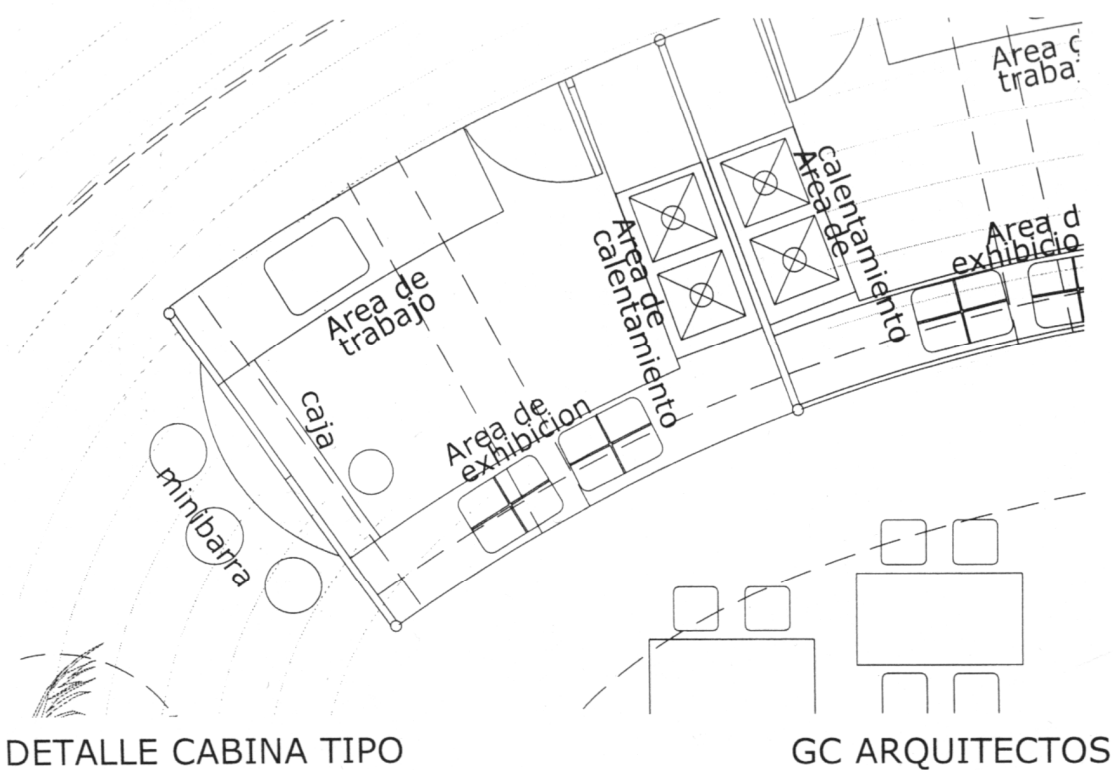 Area d
traba
Area de
calentamiento
Area de
calentamiento
Area d
exhibicio
Area de
trabajo
caja
Area de
exhibicion
minibarra
DETALLE CABINA TIPO
GC ARQUITECTOS